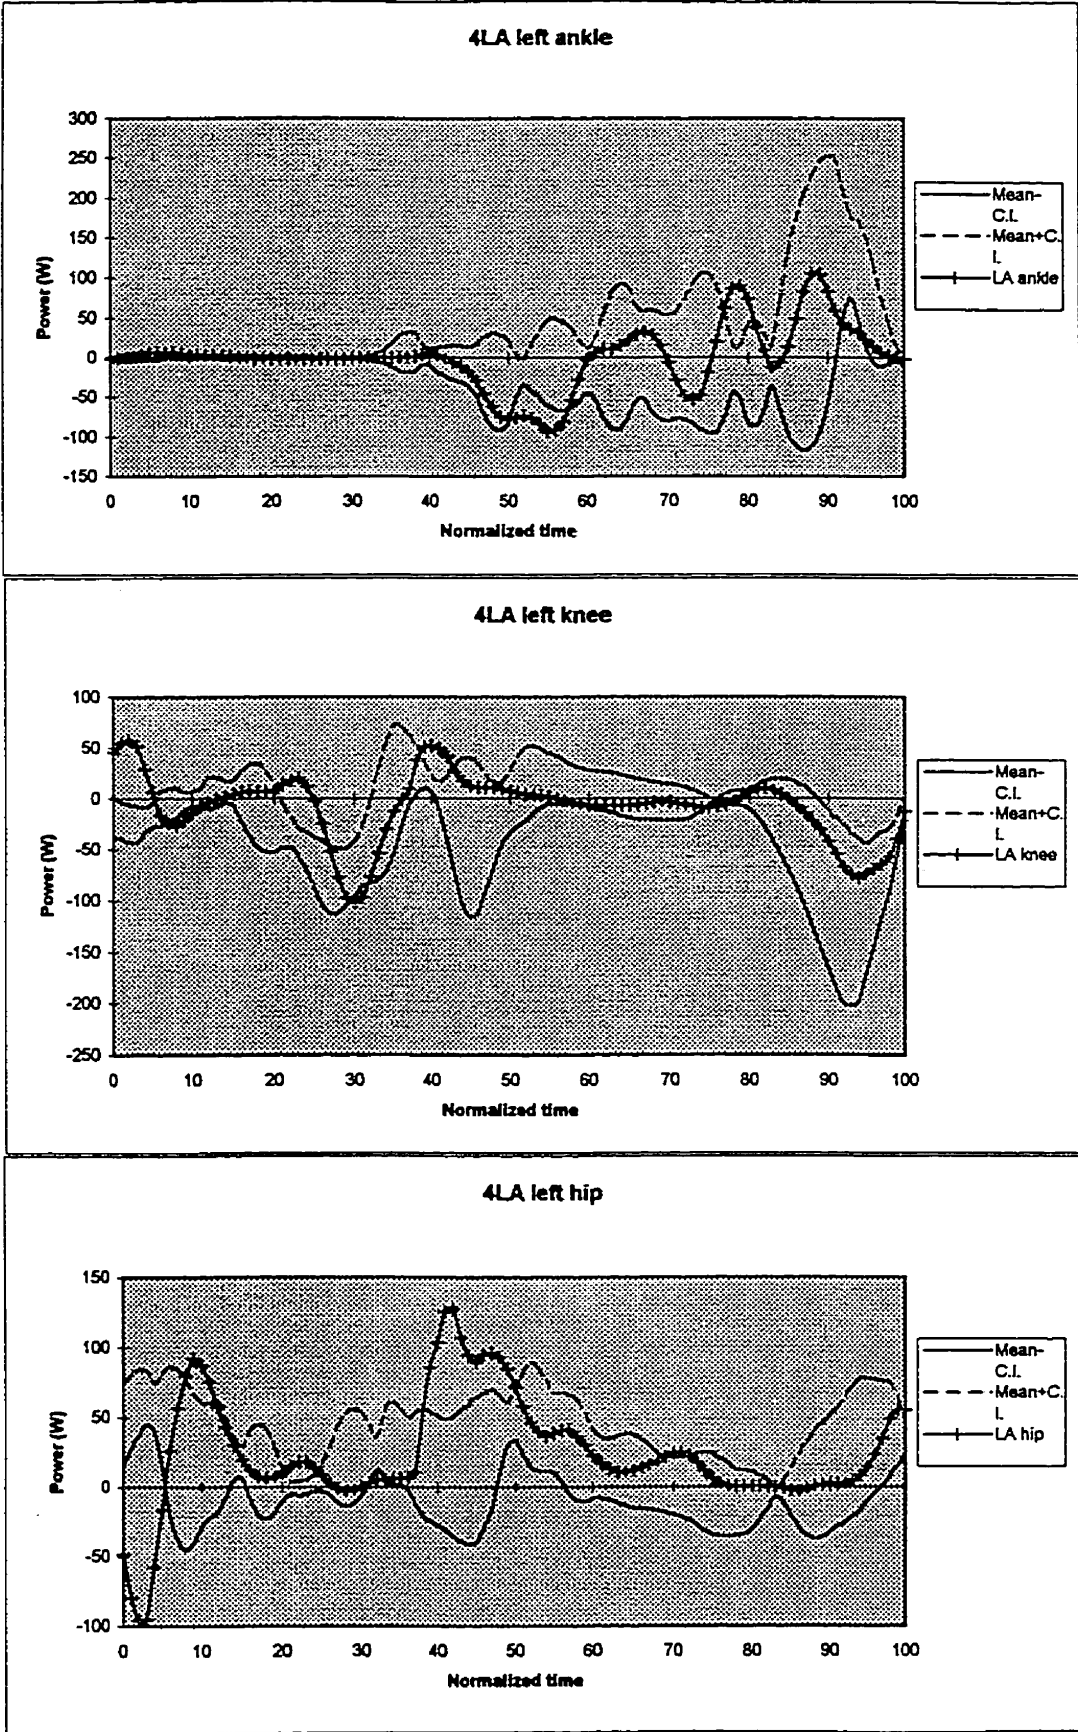 4LA left ankle
300
250
200
150
100
50
0
-50
-100
-150
Power (W)
0 10 20 30 40 50 60 70 80 90 100
Normalized time
Mean-
C.I.
Mean+C.
I.
LA ankle
4LA left knee
100
50
0
-50
-100
-150
-200
-250
Power (W)
0 10 20 30 40 50 60 70 80 90 100
Normalized time
Mean-
C.I.
Mean+C.
I.
LA knee
4LA left hip
150
100
50
0
-50
-100
Power (W)
0 10 20 30 40 50 60 70 80 90 100
Normalized time
Mean-
C.I.
Mean+C.
I.
LA hip